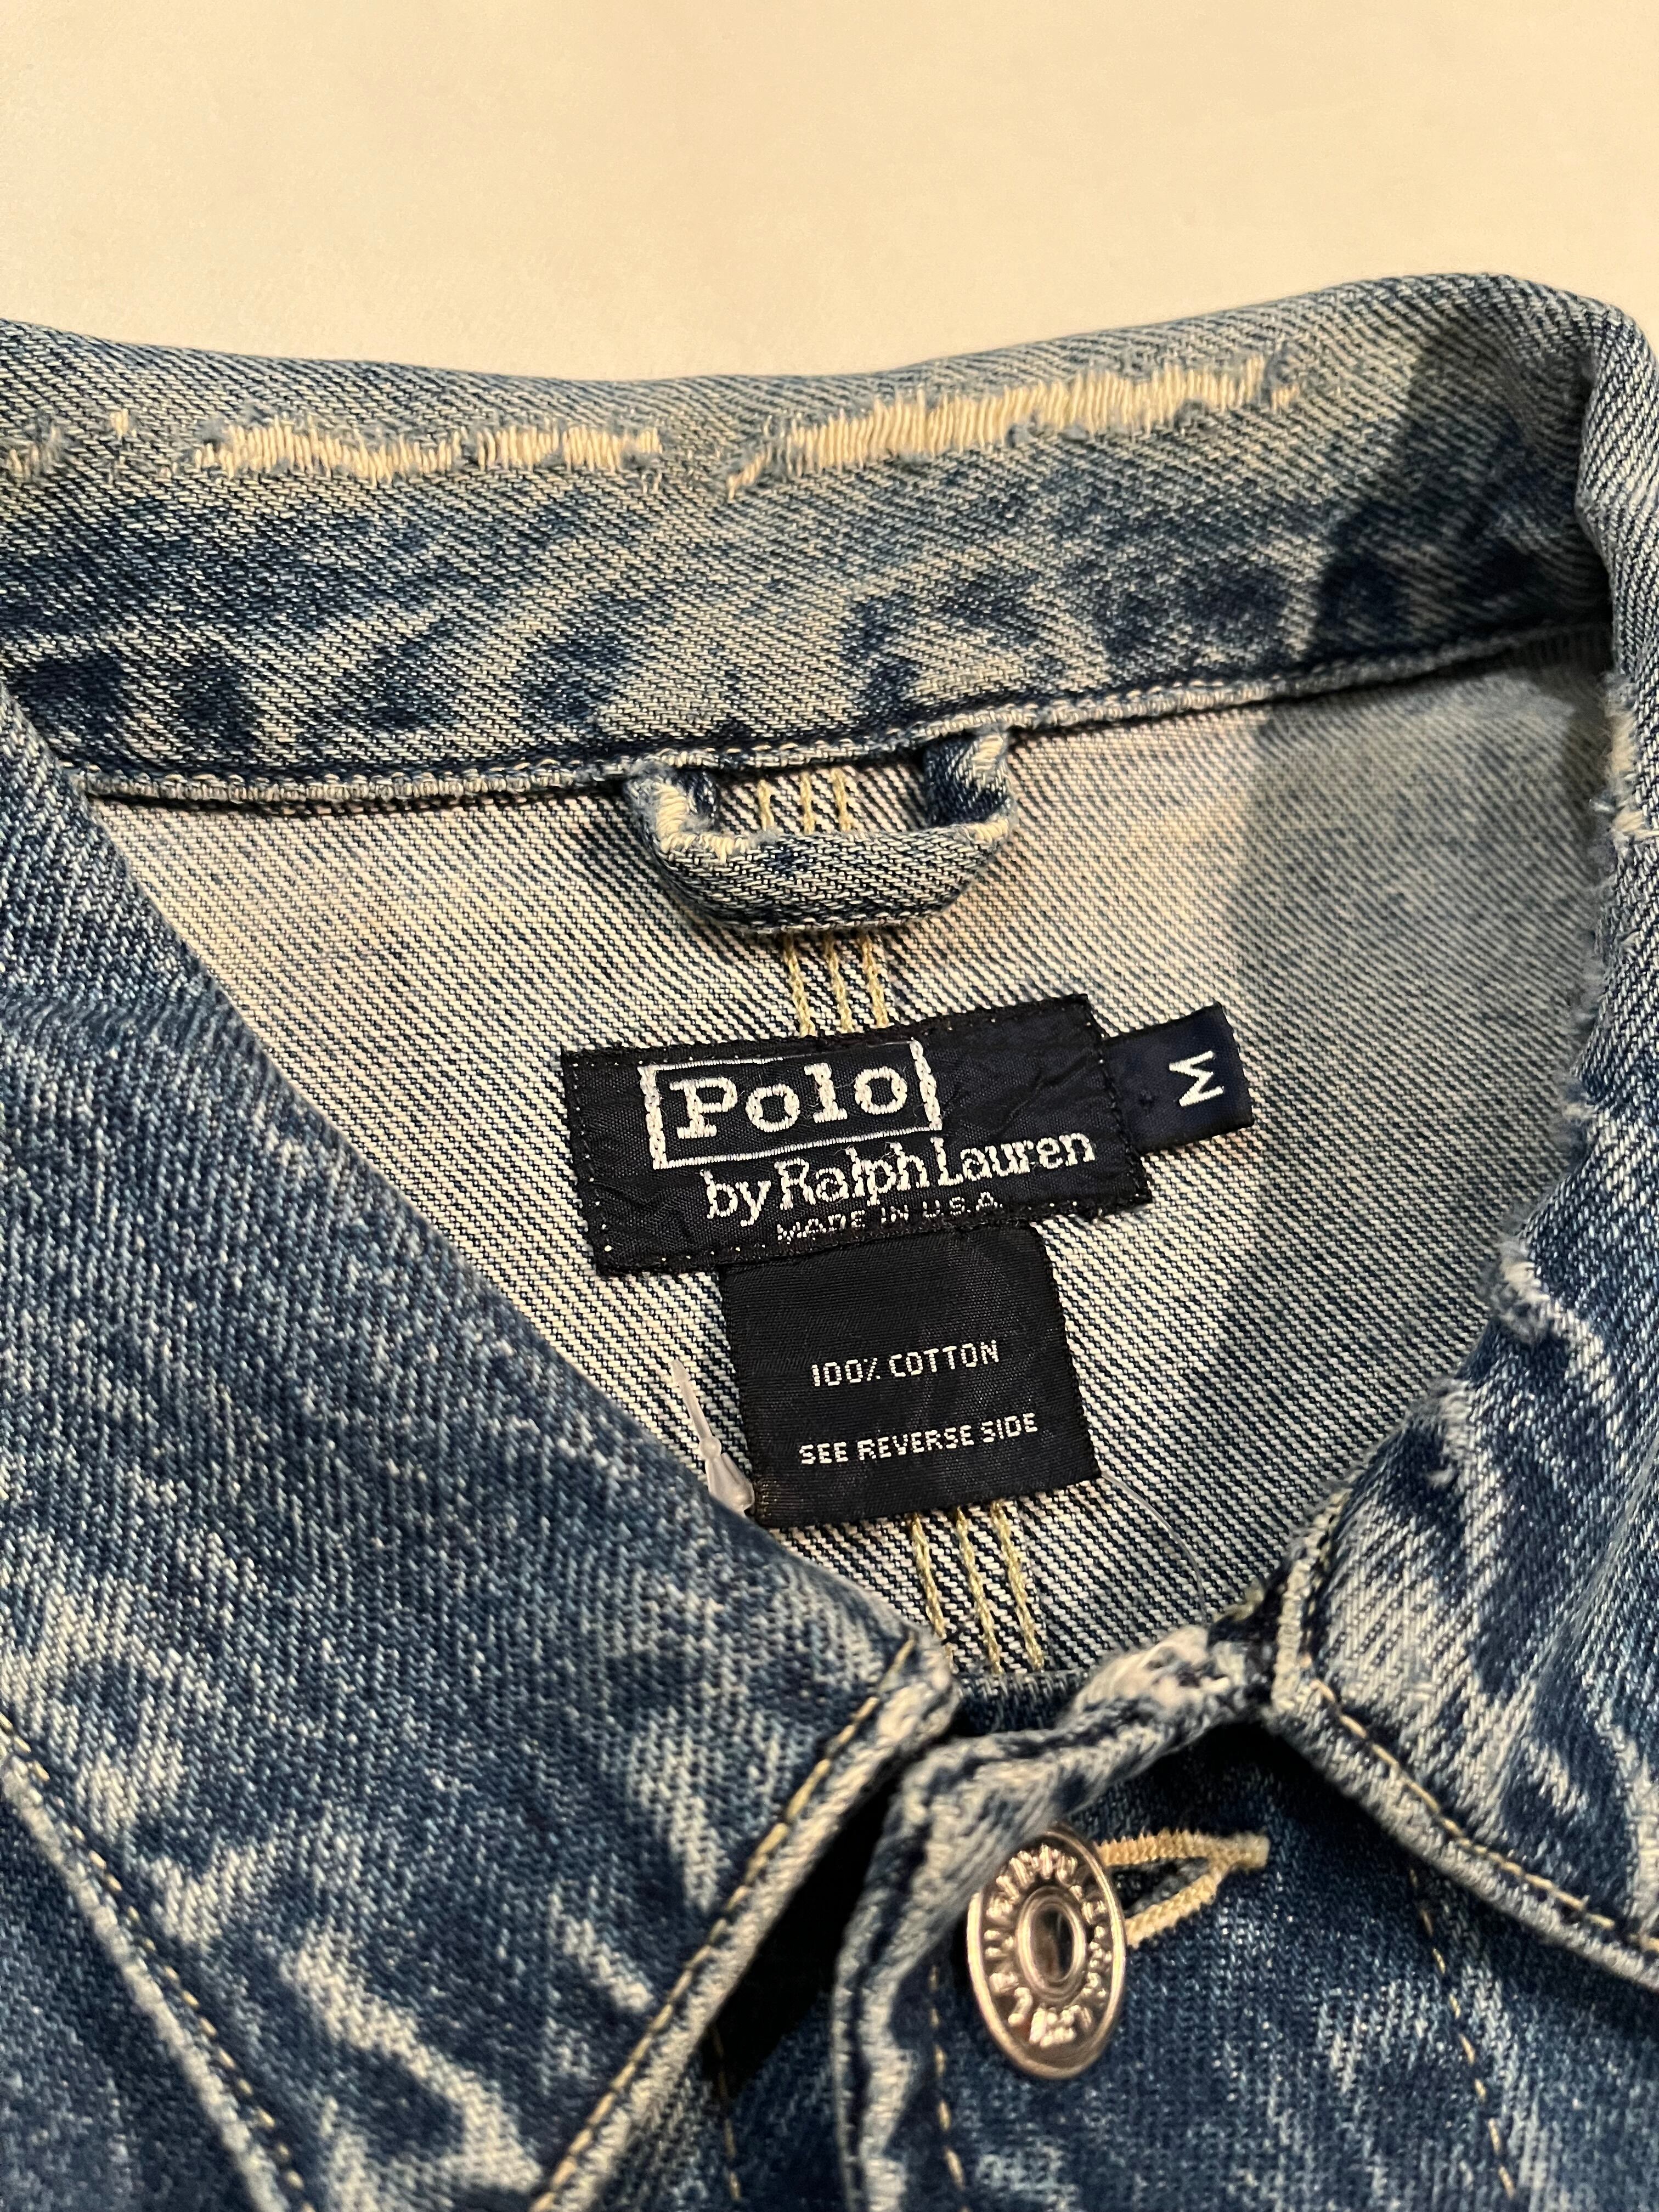 Polo
by Ralph Lauren
MADE IN U.S.A.
M
100% COTTON
SEE REVERSE SIDE